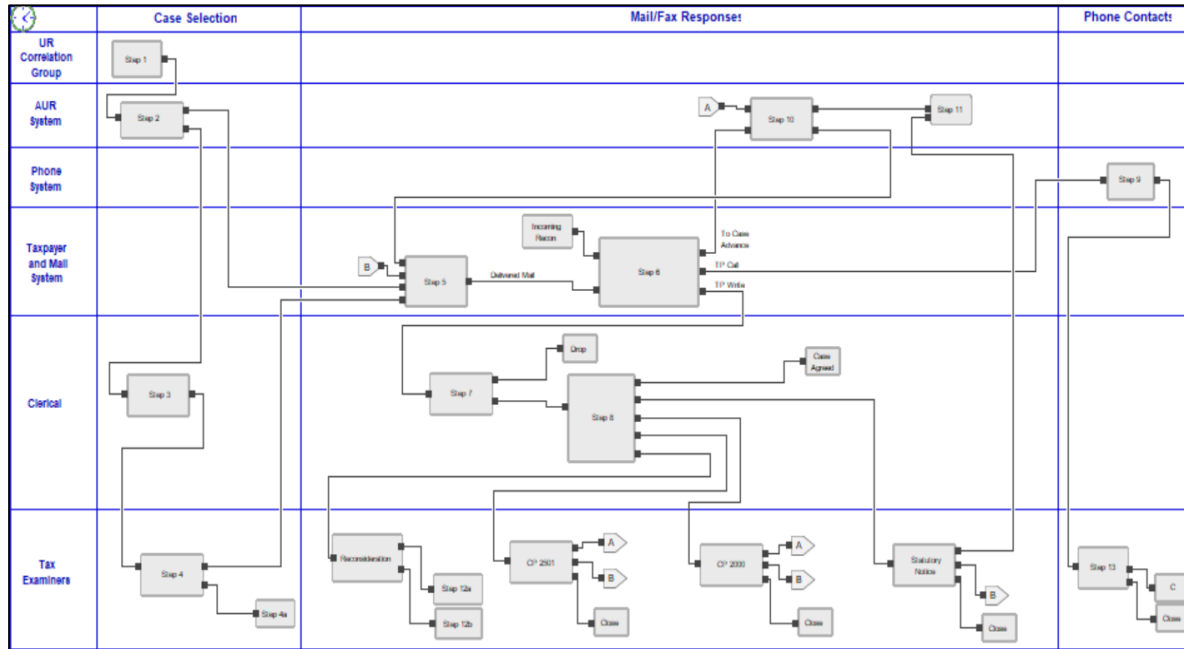 Case Selection
Mail/Fax Responses
Phone Contacts
UR
Correlation
Group
Step 1
AUR
System
Step 2
A
Step 10
Step 11
Phone
System
Step 9
Taxpayer
and Mail
System
Incoming
Recon
To Case
Advance
B
Step 5
Delivered Mail
Step 6
TP Call
TP Write
Clerical
Step 3
Drop
Case
Agreed
Step 7
Step 8
Tax
Examiners
Step 4
Step 4a
Reconsideration
Step 12a
Step 12b
CP 2501
A
B
Close
CP 2000
A
B
Close
Statutory
Notice
B
Close
Step 13
C
Close